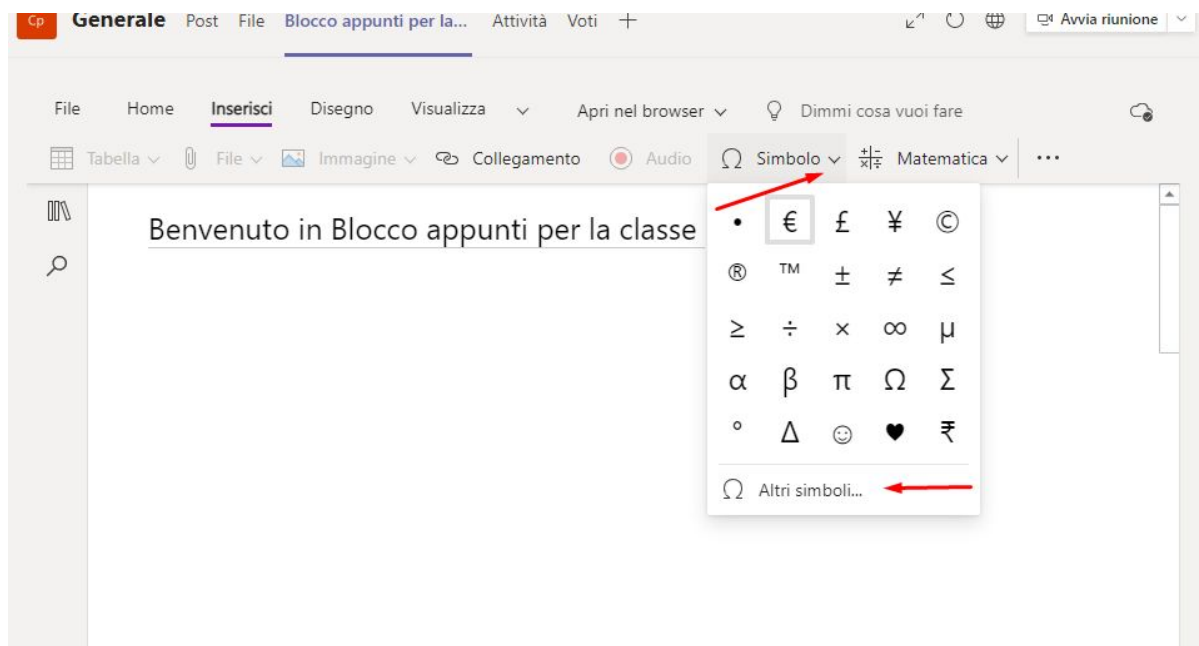 Cp Generale Post File Blocco appunti per la... Attività Voti + Avvia riunione
File Home Inserisci Disegno Visualizza Apri nel browser Dimmi cosa vuoi fare
Tabella File Immagine Collegamento Audio Ω Simbolo Matematica ...
Benvenuto in Blocco appunti per la classe
• € £ ¥ ©
® ™ ± ≠ ≤
≥ ÷ × ∞ µ
α β π Ω Σ
° Δ ☺ ♥ ₹
Ω Altri simboli...